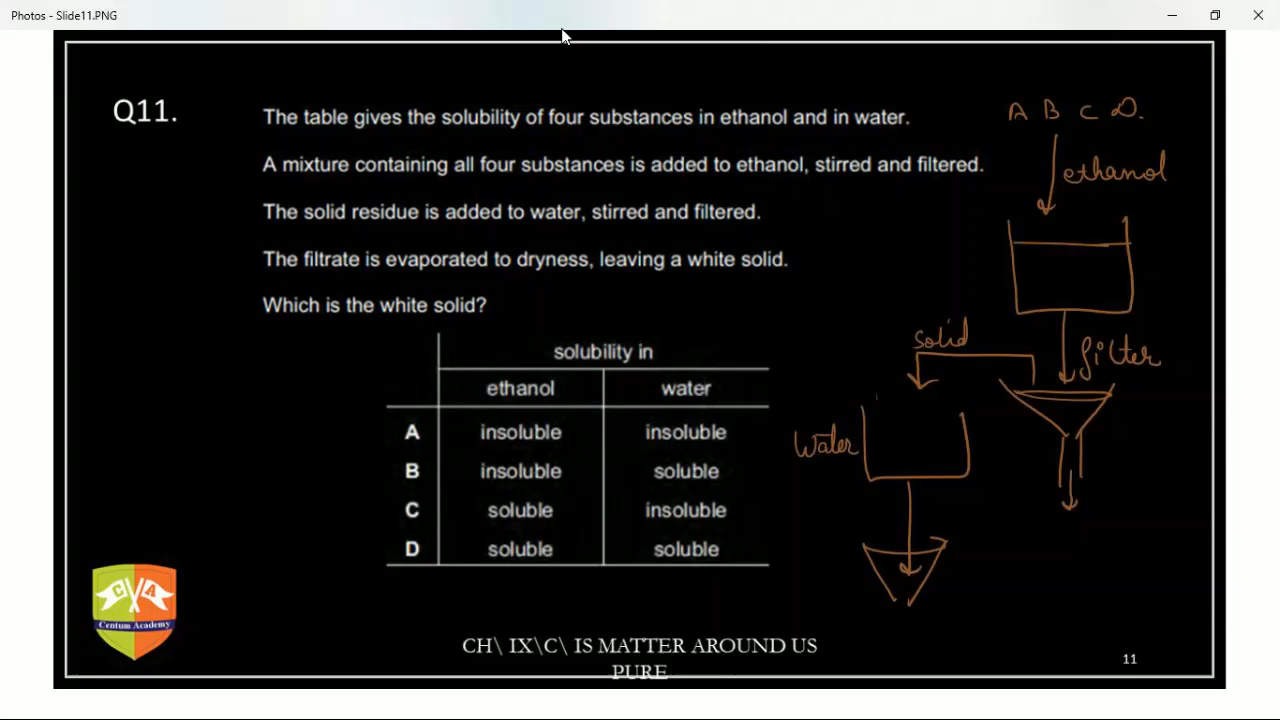 Photos - Slide11.PNG
Q11.
The table gives the solubility of four substances in ethanol and in water.
A mixture containing all four substances is added to ethanol, stirred and filtered.
The solid residue is added to water, stirred and filtered.
The filtrate is evaporated to dryness, leaving a white solid.
Which is the white solid?
solubility in
ethanol water
A insoluble insoluble
B insoluble soluble
C soluble insoluble
D soluble soluble
A B C D.
ethanol
filter
solid
Water
C A
Centum Academy
CH\ IX\C\ IS MATTER AROUND US
PURE
11